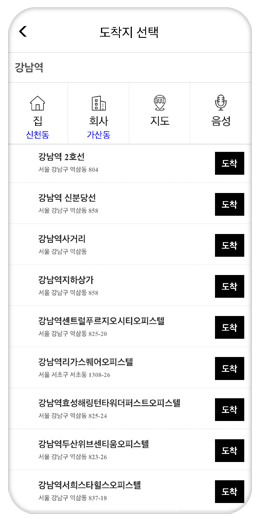 도착지 선택
강남역
집
신천동
회사
가산동
지도
음성
강남역 2호선
서울 강남구 역삼동 804
도착
강남역 신분당선
서울 강남구 역삼동 858
도착
강남역사거리
서울 강남구 역삼동
도착
강남역지하상가
서울 강남구 역삼동 858
도착
강남역센트럴푸르지오시티오피스텔
서울 강남구 역삼동 825-20
도착
강남역리가스퀘어오피스텔
서울 서초구 서초동 1308-26
도착
강남역효성해링턴타워더퍼스트오피스텔
서울 강남구 역삼동 825-24
도착
강남역두산위브센티움오피스텔
서울 강남구 역삼동 823-26
도착
강남역서희스타힐스오피스텔
서울 강남구 역삼동 837-18
도착